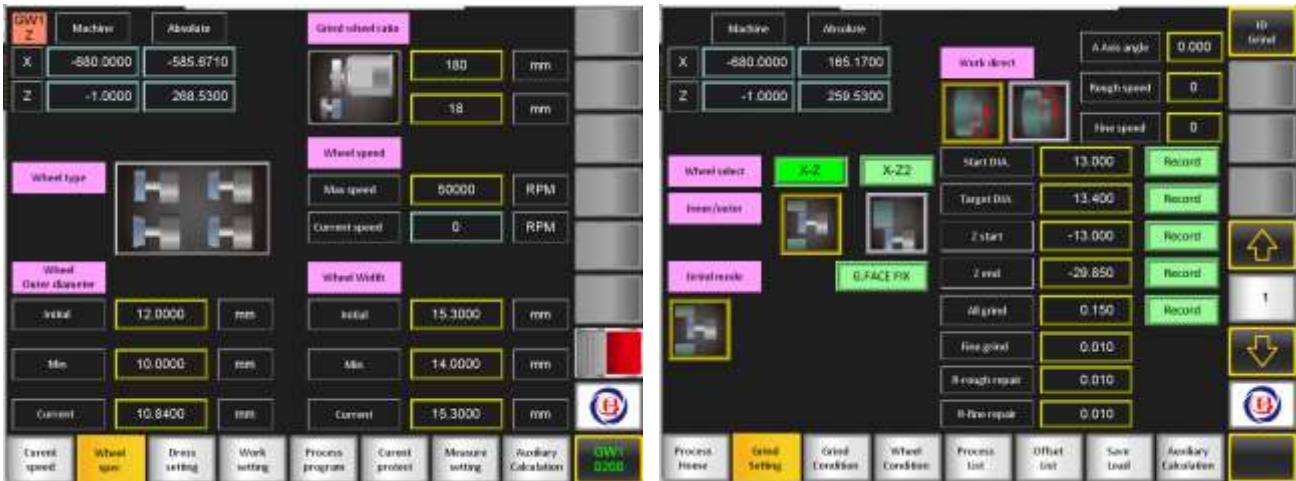 GW1
Z
Machine
Absolute
Grind wheel ratio
X
-680.0000
-585.6710
180
mm
Z
-1.0000
268.5300
18
mm
Wheel speed
Wheel type
Max speed
50000
RPM
Current speed
0
RPM
Wheel
Outer diameter
Wheel Width
Initial
12.0000
mm
Initial
15.3000
mm
Min
10.0000
mm
Min
14.0000
mm
Current
10.8400
mm
Current
15.3000
mm
Current
speed
Wheel
spec
Dress
setting
Work
setting
Process
program
Current
protect
Measure
setting
Auxiliary
Calculation
GW1
0200
Machine
Absolute
A Axis angle
0.000
ID
Grind
X
-680.0000
165.1700
Work direct
Z
-1.0000
259.5300
Rough speed
0
Fine speed
0
Wheel select
X-Z
X-Z2
Start DIA.
13.000
Record
Inner/outer
Target DIA.
13.400
Record
Z start
-13.000
Record
Grind mode
G.FACE FIX
Z end
-29.850
Record
All grind
0.150
Record
1
Fine grind
0.010
R-rough repair
0.010
R-fine repair
0.010
Process
Home
Grind
Setting
Grind
Condition
Wheel
Condition
Process
List
Offset
List
Save
Load
Auxiliary
Calculation